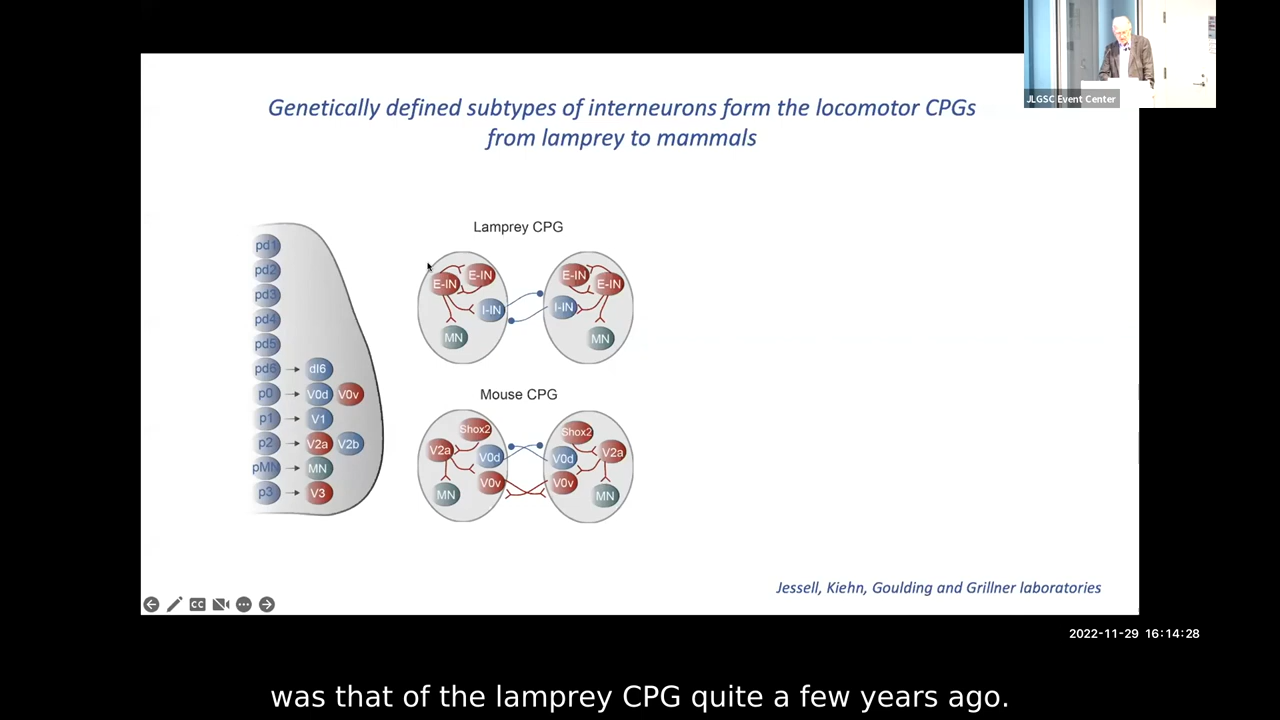 JLGSC Event Center
Genetically defined subtypes of interneurons form the locomotor CPGs
from lamprey to mammals
pd1
pd2
pd3
pd4
pd5
pd6 dI6
p0 V0d V0v
p1 V1
p2 V2a V2b
pMN MN
p3 V3
Lamprey CPG
E-IN E-IN E-IN E-IN
I-IN I-IN
MN MN
Mouse CPG
Shox2 Shox2
V2a V0d V0d V2a
V0v V0v
MN MN
Jessell, Kiehn, Goulding and Grillner laboratories
CC
2022-11-29 16:14:28
was that of the lamprey CPG quite a few years ago.